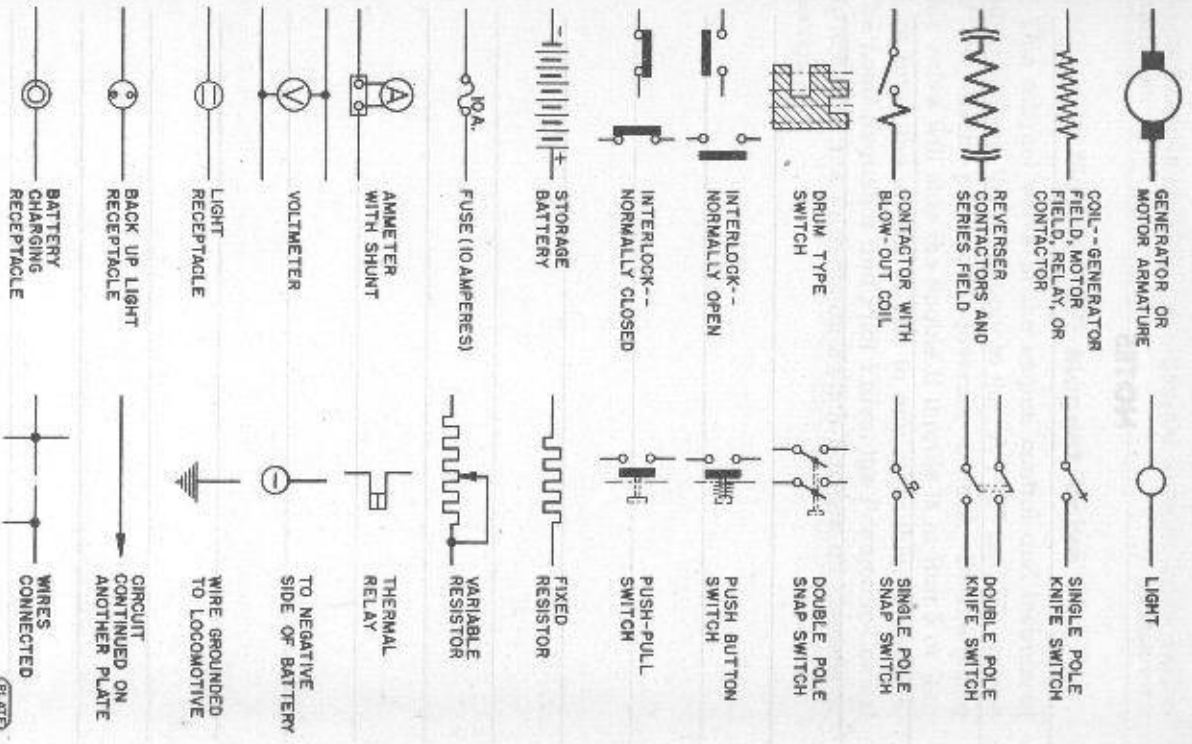 GENERATOR OR
MOTOR ARMATURE
COIL--GENERATOR
FIELD, MOTOR
FIELD, RELAY, OR
CONTACTOR
REVERSER
CONTACTORS AND
SERIES FIELD
CONTACTOR WITH
BLOW-OUT COIL
DRUM TYPE
SWITCH
INTERLOCK--
NORMALLY OPEN
INTERLOCK--
NORMALLY CLOSED
- +
STORAGE
BATTERY
10 A.
FUSE (10 AMPERES)
A
AMMETER
WITH SHUNT
V
VOLTMETER
LIGHT
RECEPTACLE
BACK UP LIGHT
RECEPTACLE
BATTERY
CHARGING
RECEPTACLE
LIGHT
SINGLE POLE
KNIFE SWITCH
DOUBLE POLE
KNIFE SWITCH
SINGLE POLE
SNAP SWITCH
DOUBLE POLE
SNAP SWITCH
PUSH BUTTON
SWITCH
PUSH-PULL
SWITCH
FIXED
RESISTOR
VARIABLE
RESISTOR
THERMAL
RELAY
TO NEGATIVE
SIDE OF BATTERY
WIRE GROUNDED
TO LOCOMOTIVE
CIRCUIT
CONTINUED ON
ANOTHER PLATE
WIRES
CONNECTED
PLATE